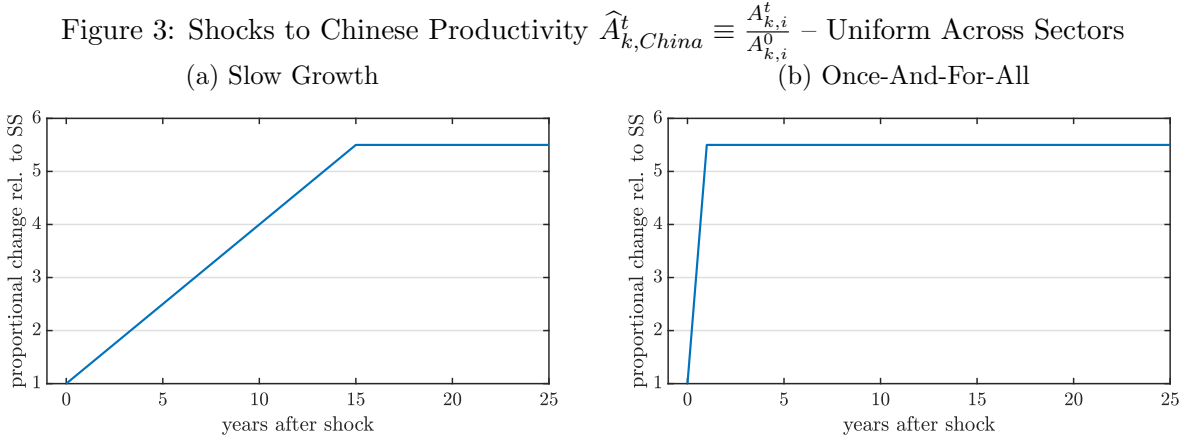 Figure 3: Shocks to Chinese Productivity $\widehat{A}^t_{k,China} \equiv \frac{A^t_{k,i}}{A^0_{k,i}}$ – Uniform Across Sectors
(a) Slow Growth
proportional change rel. to SS
6
5
4
3
2
1
0 5 10 15 20 25
years after shock
(b) Once-And-For-All
proportional change rel. to SS
6
5
4
3
2
1
0 5 10 15 20 25
years after shock